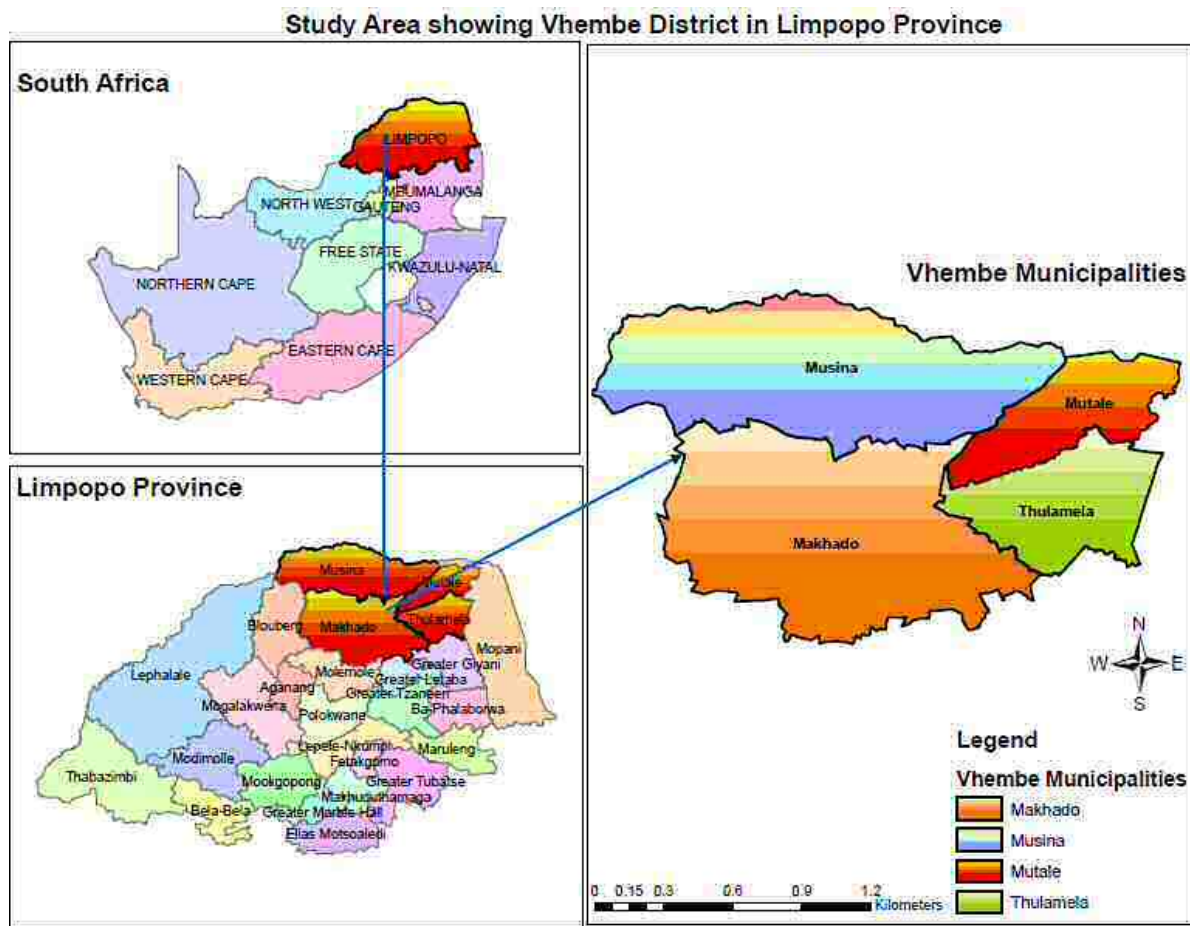 Study Area showing Vhembe District in Limpopo Province
South Africa
LIMPOPO
MPUMALANGA
NORTH WEST
GAUTENG
FREE STATE
KWAZULU-NATAL
NORTHERN CAPE
EASTERN CAPE
WESTERN CAPE
Limpopo Province
Musina
Mutale
Blouberg
Makhado
Thulamela
Mopani
Lephalale
Molemole
Greater Giyani
Greater Letaba
Aganang
Greater Tzaneen
Mogalakwena
Ba-Phalaborwa
Polokwane
Lepele-Nkumpi
Maruleng
Modimolle
Fetakgomo
Thabazimbi
Mookgopong
Greater Tubatse
Makhuduthamaga
Bela-Bela
Greater Marble Hall
Elias Motsoaledi
Vhembe Municipalities
Musina
Mutale
Thulamela
Makhado
N
W E
S
Legend
Vhembe Municipalities
Makhado
Musina
Mutale
Thulamela
0 0.15 0.3 0.6 0.9 1.2
Kilometers